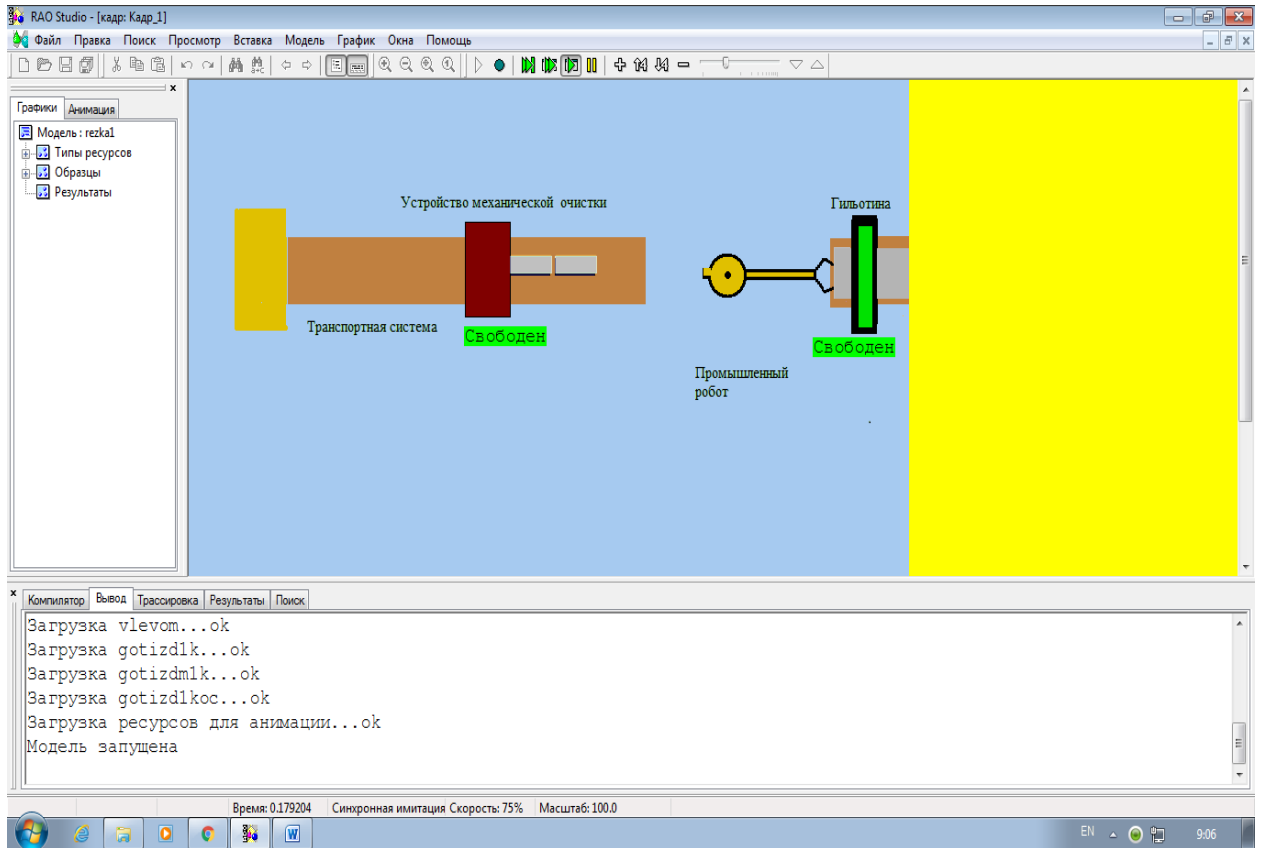 RAO Studio - [кадр: Кадр_1]
Файл Правка Поиск Просмотр Вставка Модель График Окна Помощь
Графики Анимация
Модель : rezka1
Типы ресурсов
Образцы
Результаты
Устройство механической очистки
Гильотина
Транспортная система
Свободен
Свободен
Промышленный
робот
Компилятор Вывод Трассировка Результаты Поиск
Загрузка vlevom...ok
Загрузка gotizd1k...ok
Загрузка gotizdm1k...ok
Загрузка gotizd1koc...ok
Загрузка ресурсов для анимации...ok
Модель запущена
Время: 0.179204 Синхронная имитация Скорость: 75% Масштаб: 100.0
EN 9:06